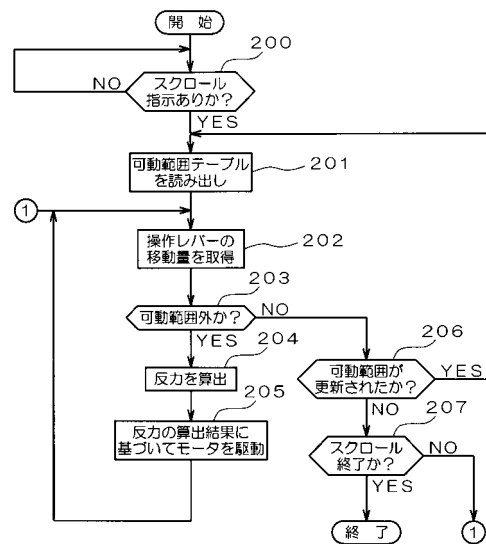 開 始
200
スクロール
指示ありか?
NO
YES
可動範囲テーブル
を読み出し
201
1
操作レバーの
移動量を取得
202
203
可動範囲外か?
NO
YES
204
反力を算出
205
反力の算出結果に
基づいてモータを駆動
206
可動範囲が
更新されたか?
YES
NO
207
スクロール
終了か?
NO
YES
終 了
1